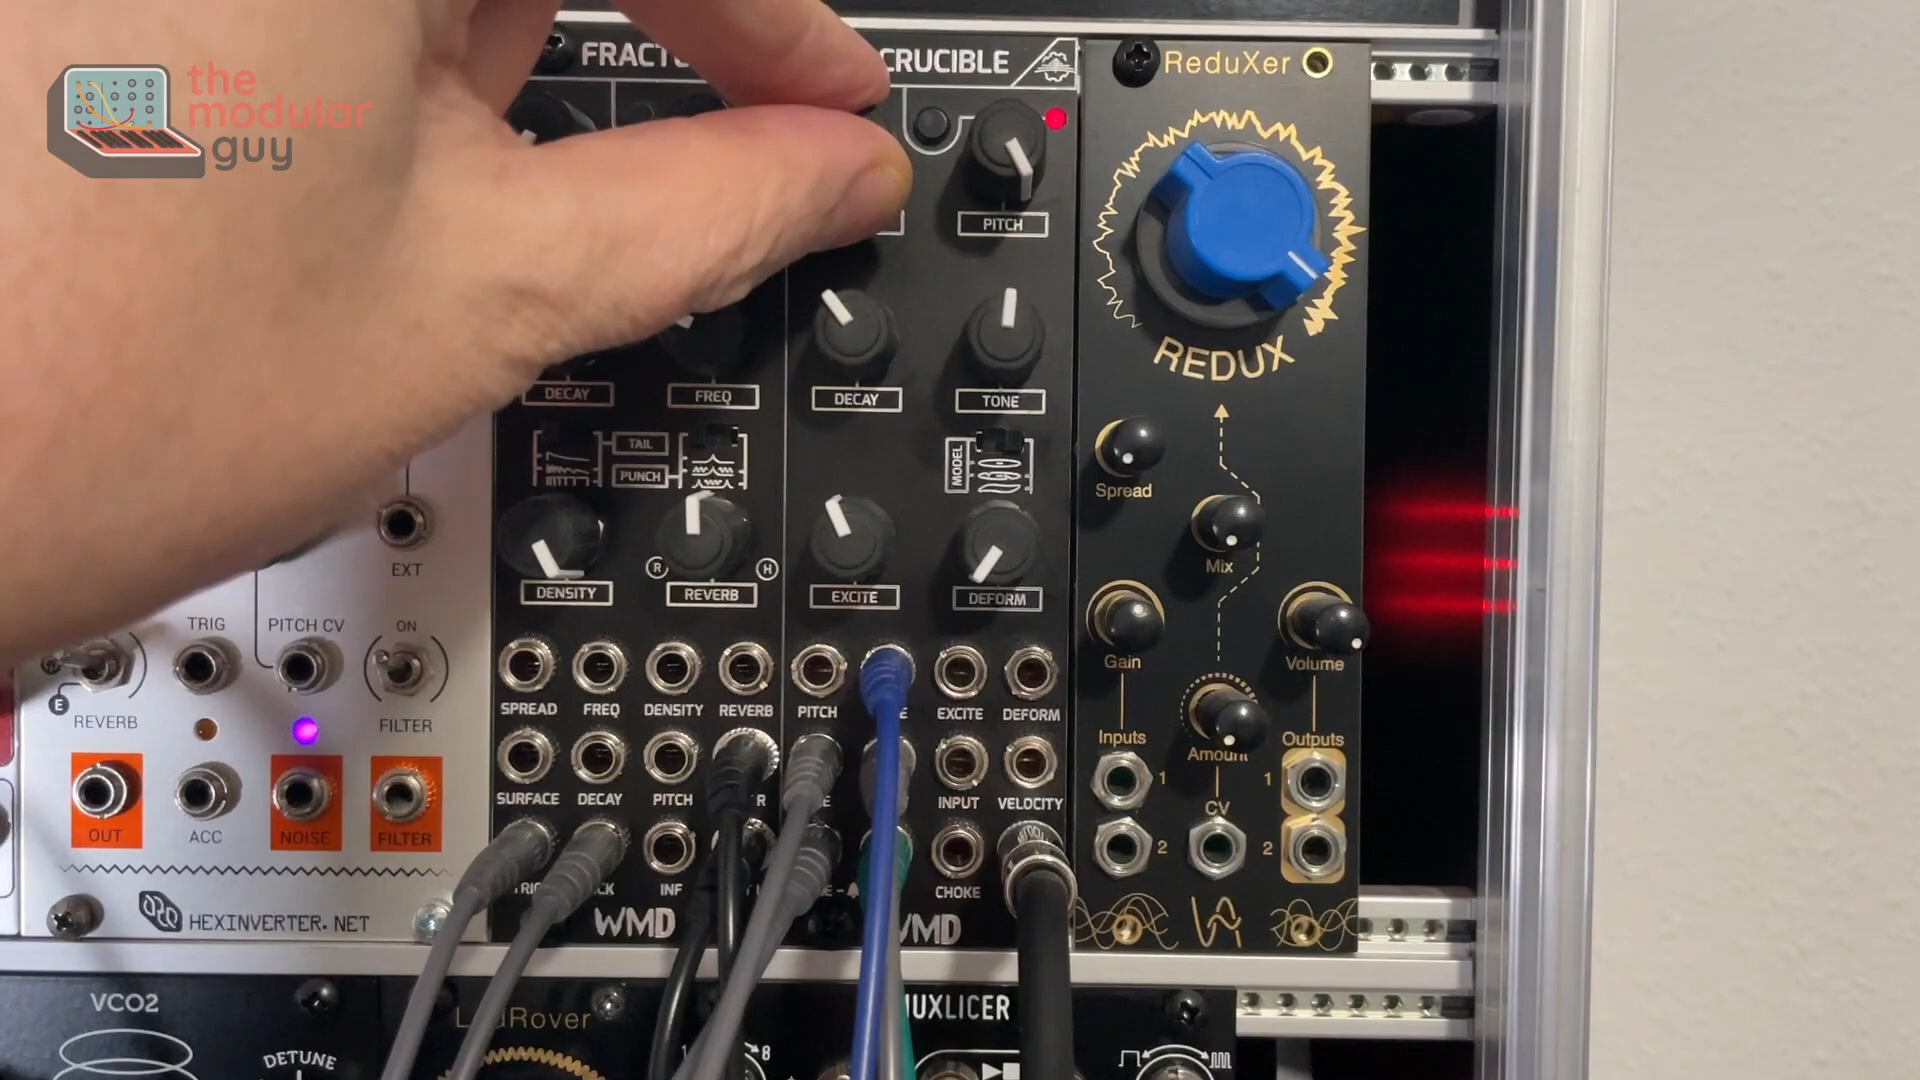 the
modular
guy
CRUCIBLE
ReduXer
PITCH
REDUX
DECAY
FREQ
DECAY
TONE
TAIL
PUNCH
MODEL
Spread
Mix
EXT
R
H
DENSITY
REVERB
EXCITE
DEFORM
TRIG
PITCH CV
ON
Gain
Volume
E
REVERB
FILTER
SPREAD
FREQ
DENSITY
REVERB
PITCH
EXCITE
DEFORM
Inputs
Amount
Outputs
OUT
ACC
NOISE
FILTER
SURFACE
DECAY
PITCH
INPUT
VELOCITY
1
CV
1
2
2
INF
CHOKE
HEXINVERTER.NET
WMD
WMD
VCO2
DETUNE
8